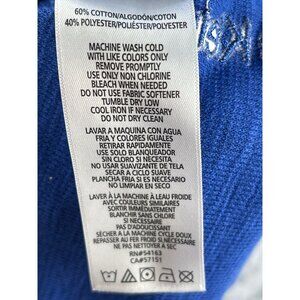 60% COTTON/ALGODÓN/COTON
40% POLYESTER/POLIÉSTER/POLYESTER
MACHINE WASH COLD
WITH LIKE COLORS ONLY
REMOVE PROMPTLY
USE ONLY NON CHLORINE
BLEACH WHEN NEEDED
DO NOT USE FABRIC SOFTENER
TUMBLE DRY LOW
COOL IRON IF NECESSARY
DO NOT DRY CLEAN
LAVAR A MAQUINA CON AGUA
FRIA Y COLORES IGUALES
RETIRAR RAPIDAMENTE
USE SOLO BLANQUEADOR
SIN CLORO SI NECESITA
NO USAR SUAVIZANTE DE TELA
SECAR A CICLO SUAVE
PLANCHA FRIA SI ES NECESARIO
NO LIMPIAR EN SECO
LAVER À LA MACHINE À L'EAU FROIDE
AVEC COULEURS SIMILAIRES
SORTIR IMMÉDIATEMENT
BLANCHIR SANS CHLORE
SI NÉCESSAIRE
PAS D'ADOUCISSANT
SÉCHER À LA MACHINE CYCLE DOUX
REPASSER AU FER FROID SI NÉCESSAIRE
PAS DE NETTOYAGE À SEC
RN#54163
CA#57151